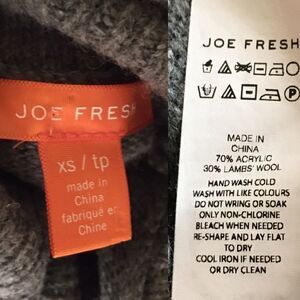 JOE FRESH
xs / tp
made in
China
fabriqué en
Chine
JOE FRESH
MADE IN
CHINA
70% ACRYLIC
30% LAMBS' WOOL
HAND WASH COLD
WASH WITH LIKE COLOURS
DO NOT WRING OR SOAK
ONLY NON-CHLORINE
BLEACH WHEN NEEDED
RE-SHAPE AND LAY FLAT
TO DRY
COOL IRON IF NEEDED
OR DRY CLEAN